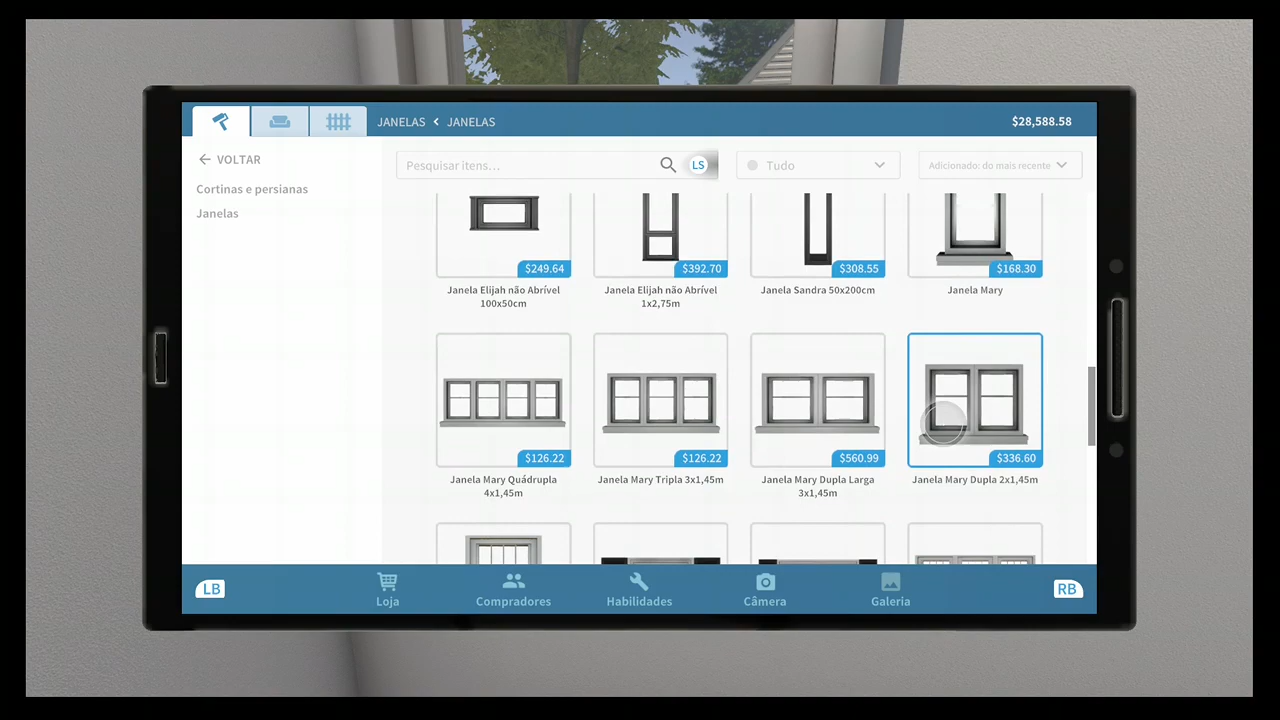 JANELAS < JANELAS
$28,588.58
VOLTAR
Cortinas e persianas
Janelas
Pesquisar itens...
LS
Tudo
Adicionado: do mais recente
$249.64
$392.70
$308.55
$168.30
Janela Elijah não Abrível
100x50cm
Janela Elijah não Abrível
1x2,75m
Janela Sandra 50x200cm
Janela Mary
$126.22
$126.22
$560.99
$336.60
Janela Mary Quádrupla
4x1,45m
Janela Mary Tripla 3x1,45m
Janela Mary Dupla Larga
3x1,45m
Janela Mary Dupla 2x1,45m
LB
Loja
Compradores
Habilidades
Câmera
Galeria
RB